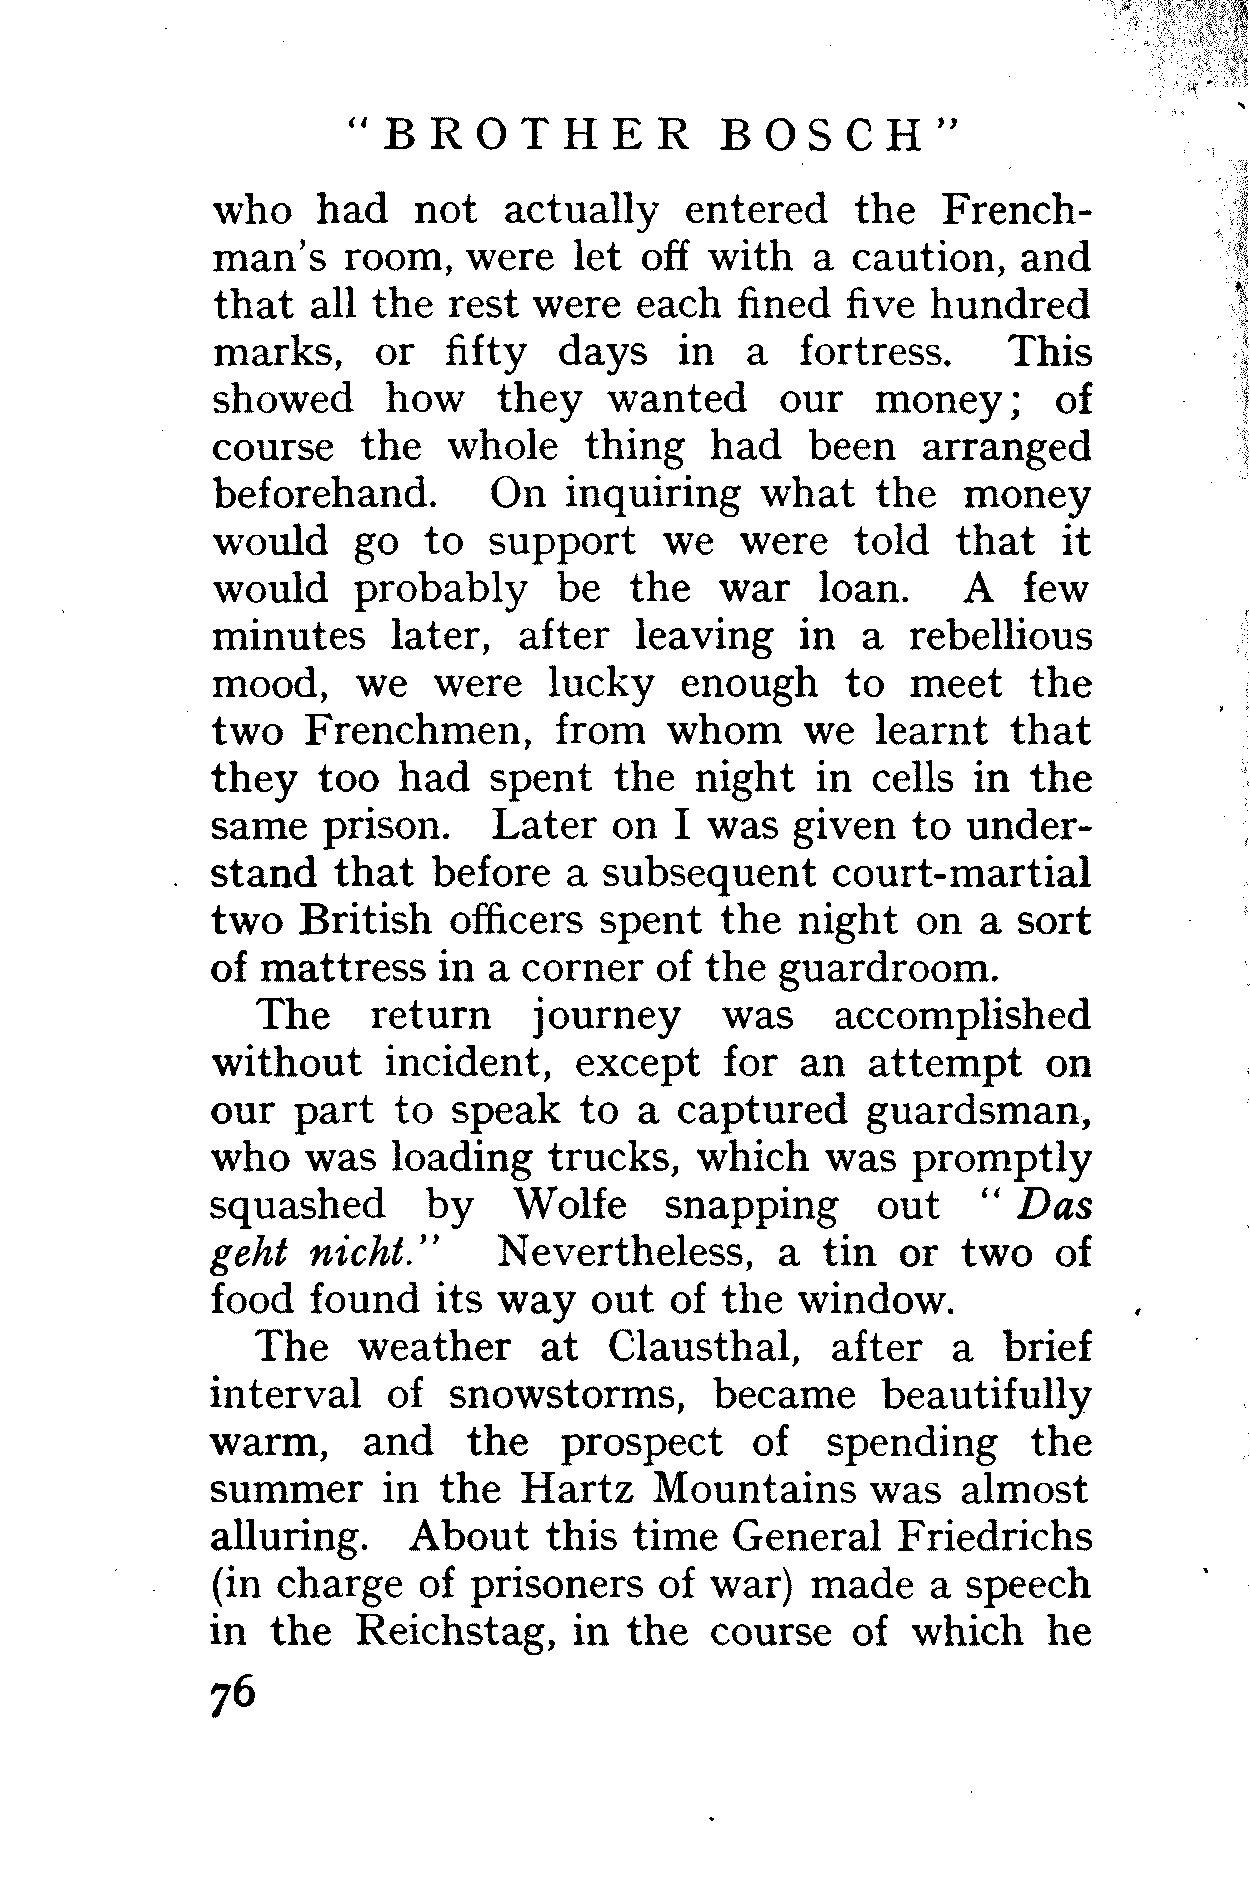 "BROTHER BOSCH"
who had not actually entered the French-
man's room, were let off with a caution, and
that all the rest were each fined five hundred
marks, or fifty days in a fortress. This
showed how they wanted our money; of
course the whole thing had been arranged
beforehand. On inquiring what the money
would go to support we were told that it
would probably be the war loan. A few
minutes later, after leaving in a rebellious
mood, we were lucky enough to meet the
two Frenchmen, from whom we learnt that
they too had spent the night in cells in the
same prison. Later on I was given to under-
stand that before a subsequent court-martial
two British officers spent the night on a sort
of mattress in a corner of the guardroom.
The return journey was accomplished
without incident, except for an attempt on
our part to speak to a captured guardsman,
who was loading trucks, which was promptly
squashed by Wolfe snapping out "Das
geht nicht." Nevertheless, a tin or two of
food found its way out of the window.
The weather at Clausthal, after a brief
interval of snowstorms, became beautifully
warm, and the prospect of spending the
summer in the Hartz Mountains was almost
alluring. About this time General Friedrichs
(in charge of prisoners of war) made a speech
in the Reichstag, in the course of which he
76